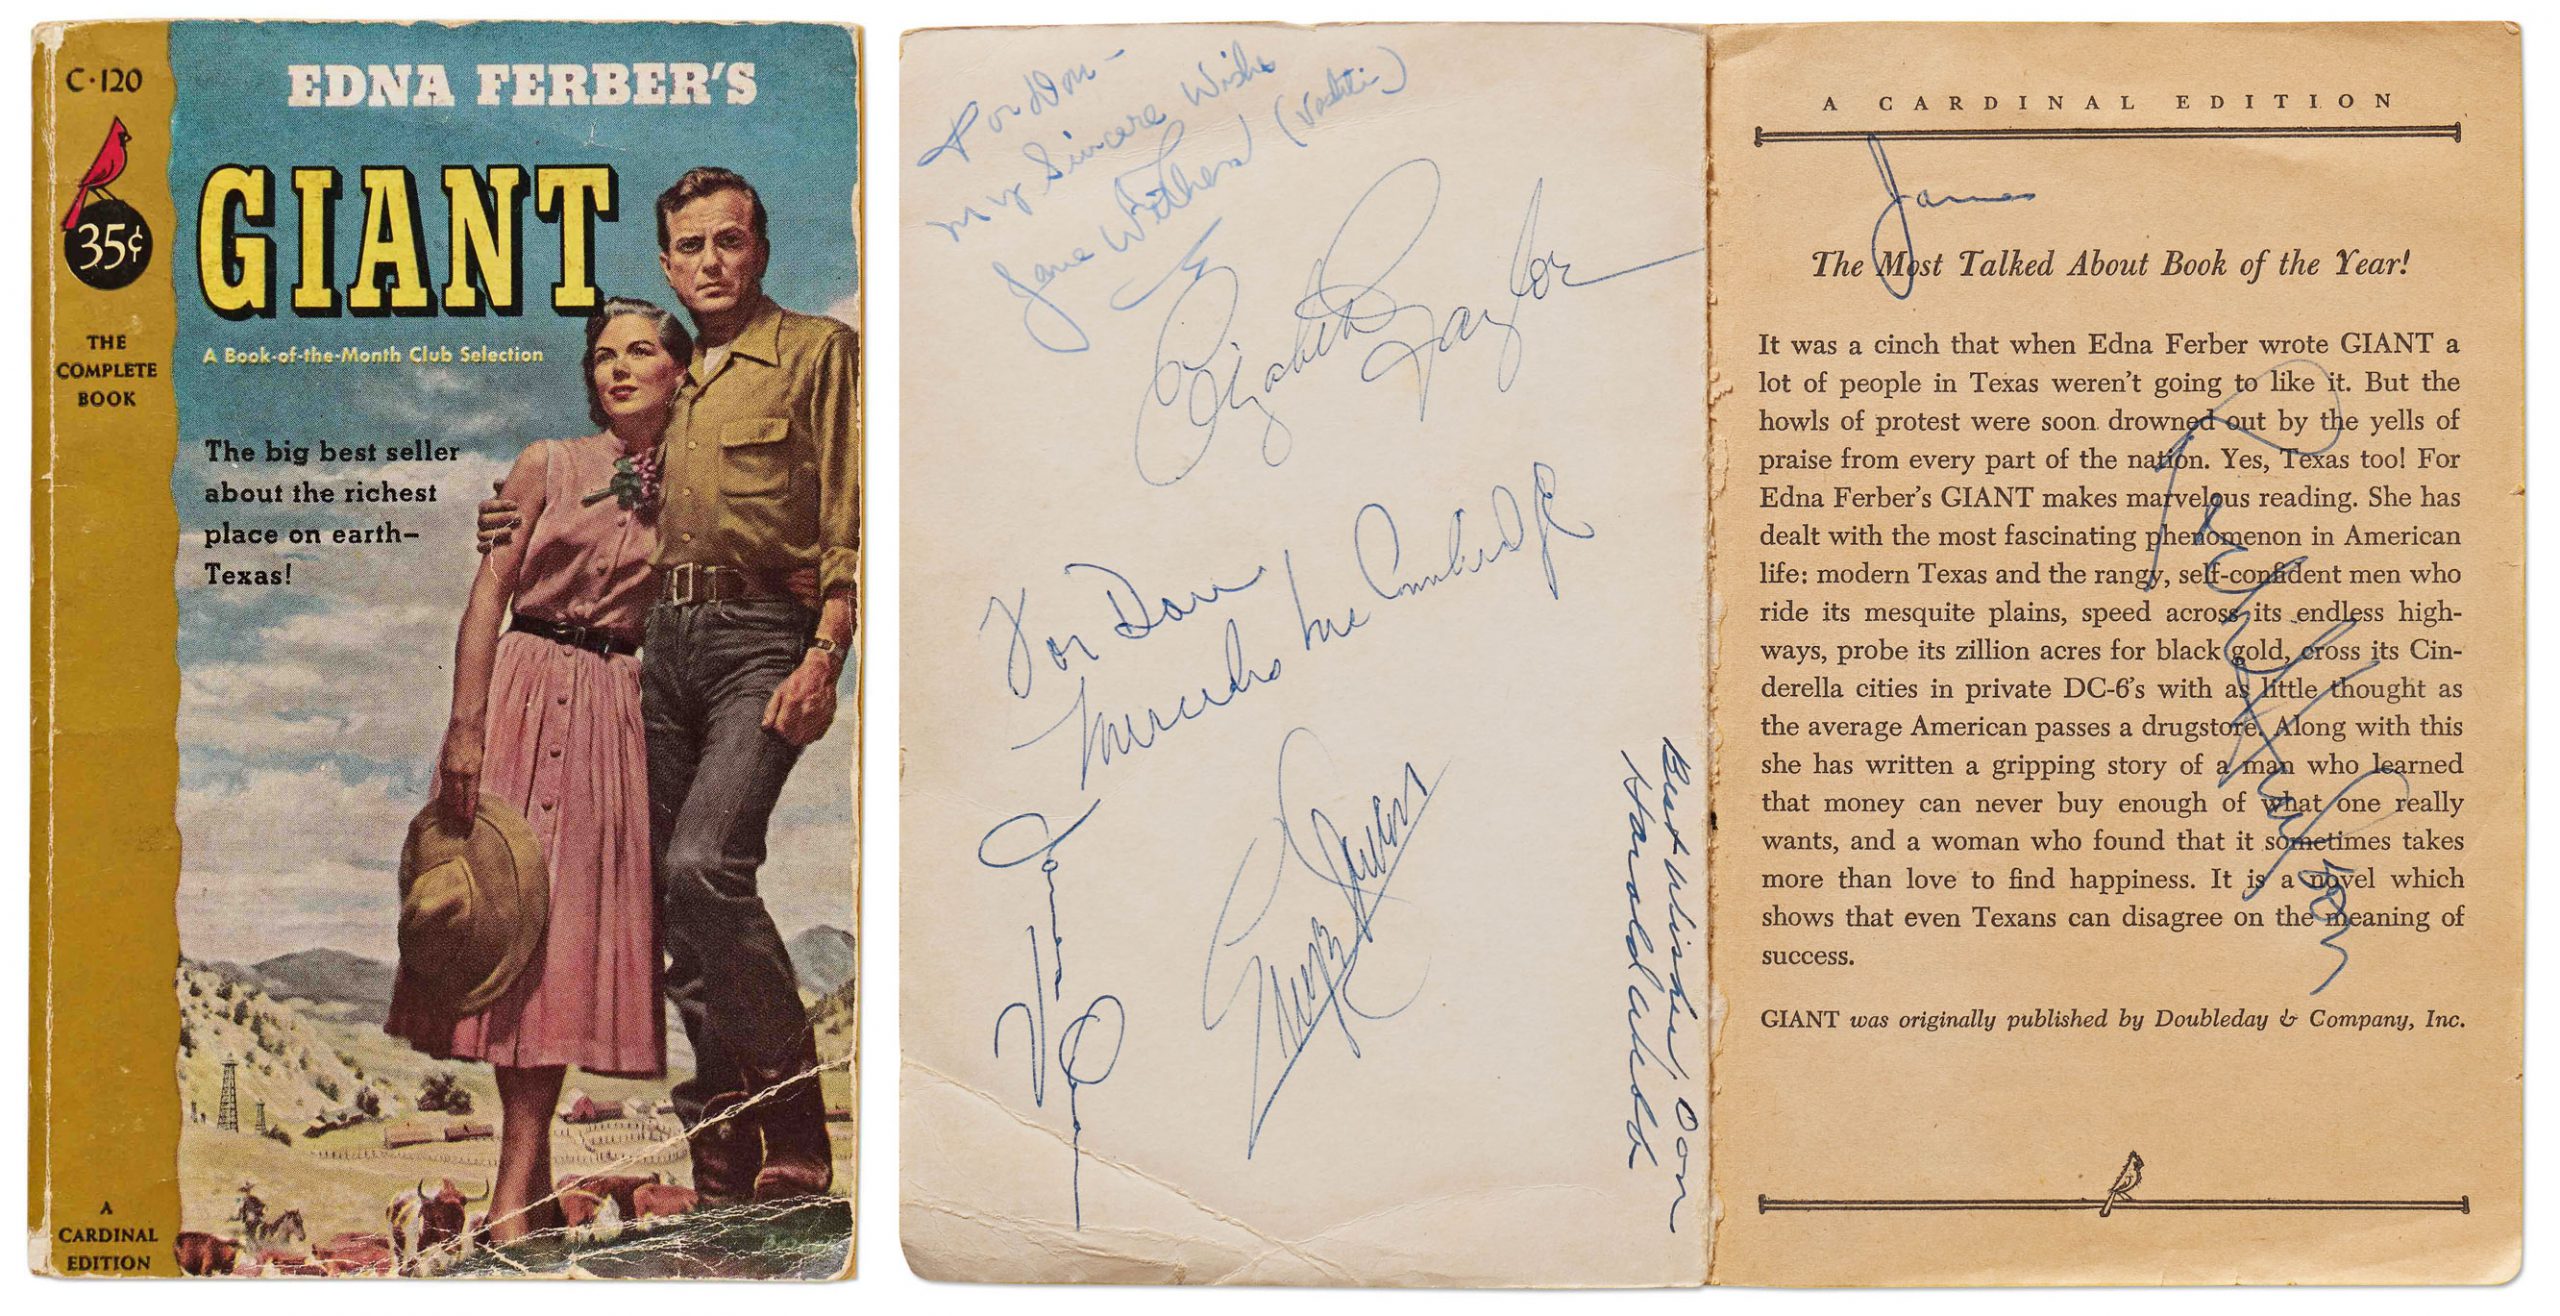 C·120
EDNA FERBER'S
GIANT
35¢
A Book-of-the-Month Club Selection
THE
COMPLETE
BOOK
The big best seller
about the richest
place on earth—
Texas!
A
CARDINAL
EDITION
For Don –
My Sincere Wishes
Jane Withers (Vashti)
Elizabeth Taylor
For Don
Mercedes McCambridge
James Dean
Best Wishes Don
Harold Webb
A CARDINAL EDITION
James
The Most Talked About Book of the Year!
It was a cinch that when Edna Ferber wrote GIANT a
lot of people in Texas weren't going to like it. But the
howls of protest were soon drowned out by the yells of
praise from every part of the nation. Yes, Texas too! For
Edna Ferber's GIANT makes marvelous reading. She has
dealt with the most fascinating phenomenon in American
life: modern Texas and the rangy, self-confident men who
ride its mesquite plains, speed across its endless high-
ways, probe its zillion acres for black gold, cross its Cin-
derella cities in private DC-6's with as little thought as
the average American passes a drugstore. Along with this
she has written a gripping story of a man who learned
that money can never buy enough of what one really
wants, and a woman who found that it sometimes takes
more than love to find happiness. It is a novel which
shows that even Texans can disagree on the meaning of
success.
GIANT was originally published by Doubleday & Company, Inc.